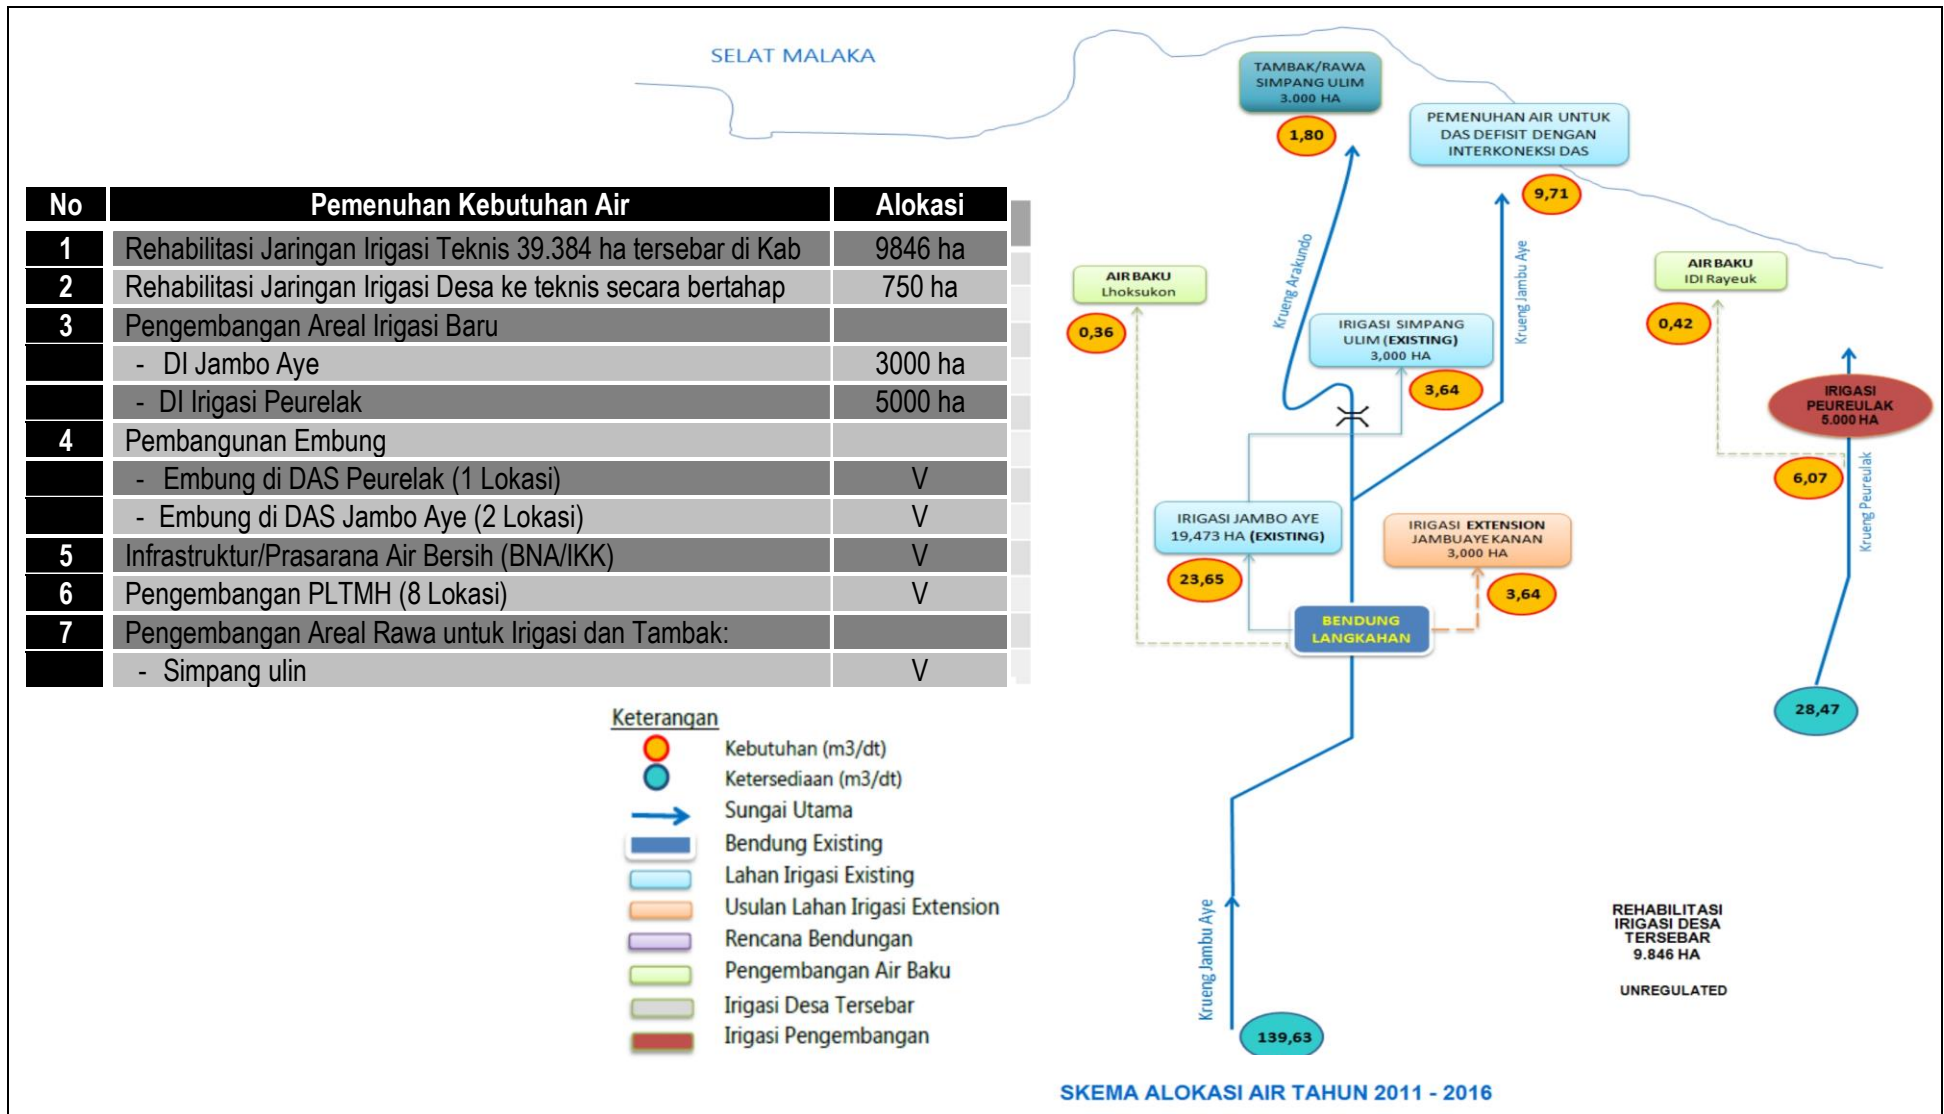 SELAT MALAKA
TAMBAK/RAWA
SIMPANG ULIM
3.000 HA
1,80
PEMENUHAN AIR UNTUK
DAS DEFISIT DENGAN
INTERKONEKSI DAS
9,71
No Pemenuhan Kebutuhan Air Alokasi
1 Rehabilitasi Jaringan Irigasi Teknis 39.384 ha tersebar di Kab 9846 ha
2 Rehabilitasi Jaringan Irigasi Desa ke teknis secara bertahap 750 ha
3 Pengembangan Areal Irigasi Baru
- DI Jambo Aye 3000 ha
- DI Irigasi Peurelak 5000 ha
4 Pembangunan Embung
- Embung di DAS Peurelak (1 Lokasi) V
- Embung di DAS Jambo Aye (2 Lokasi) V
5 Infrastruktur/Prasarana Air Bersih (BNA/IKK) V
6 Pengembangan PLTMH (8 Lokasi) V
7 Pengembangan Areal Rawa untuk Irigasi dan Tambak:
- Simpang ulin V
AIR BAKU
Lhoksukon
0,36
Krueng Arakundo
Krueng Jambu Aye
AIR BAKU
IDI Rayeuk
0,42
IRIGASI SIMPANG
ULIM (EXISTING)
3,000 HA
3,64
IRIGASI
PEUREULAK
5.000 HA
6,07
Krueng Peureulak
IRIGASI JAMBO AYE
19,473 HA (EXISTING)
23,65
IRIGASI EXTENSION
JAMBUAYE KANAN
3,000 HA
3,64
BENDUNG
LANGKAHAN
28,47
Krueng Jambu Aye
139,63
Keterangan
Kebutuhan (m3/dt)
Ketersediaan (m3/dt)
Sungai Utama
Bendung Existing
Lahan Irigasi Existing
Usulan Lahan Irigasi Extension
Rencana Bendungan
Pengembangan Air Baku
Irigasi Desa Tersebar
Irigasi Pengembangan
REHABILITASI
IRIGASI DESA
TERSEBAR
9.846 HA
UNREGULATED
SKEMA ALOKASI AIR TAHUN 2011 - 2016